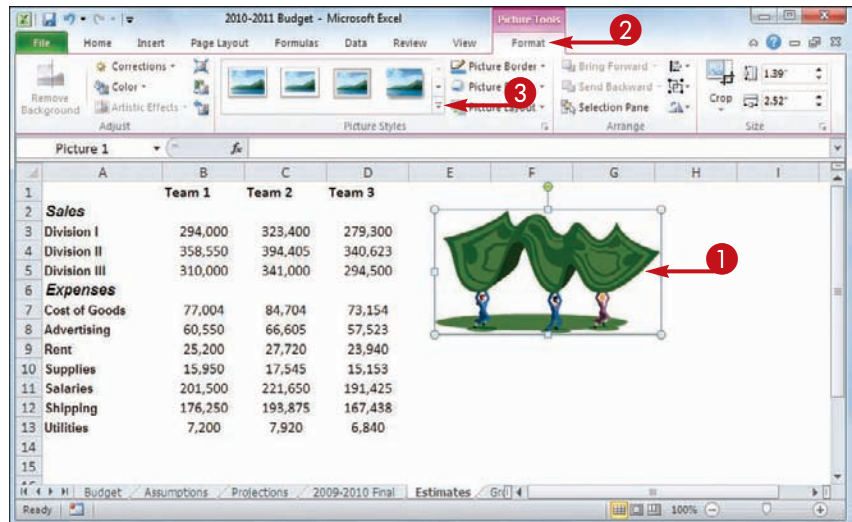 2010-2011 Budget - Microsoft Excel
Picture Tools
File Home Insert Page Layout Formulas Data Review View Format
2
Remove Background
Corrections
Color
Artistic Effects
Adjust
Picture Styles
Picture Border
Picture
3
Picture Layout
Bring Forward
Send Backward
Selection Pane
Arrange
Crop
1.39"
2.52"
Size
Picture 1
fx
A B C D E F G H I
1 Team 1 Team 2 Team 3
2 Sales
3 Division I 294,000 323,400 279,300
4 Division II 358,550 394,405 340,623
5 Division III 310,000 341,000 294,500
6 Expenses
7 Cost of Goods 77,004 84,704 73,154
8 Advertising 60,550 66,605 57,523
9 Rent 25,200 27,720 23,940
10 Supplies 15,950 17,545 15,153
11 Salaries 201,500 221,650 191,425
12 Shipping 176,250 193,875 167,438
13 Utilities 7,200 7,920 6,840
14
15
1
Budget Assumptions Projections 2009-2010 Final Estimates
Ready 100%